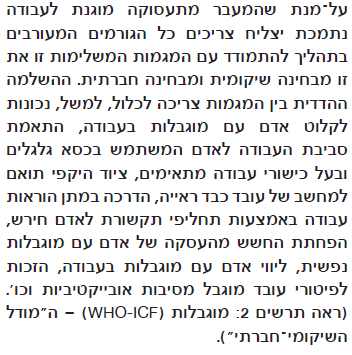 על־מנת שהמעבר מתעסוקה מוגנת לעבודה
נתמכת יצליח צריכים כל הגורמים המעורבים
בתהליך להתמודד עם המגמות המשלימות זו את
זו מבחינה שיקומית ומבחינה חברתית. ההשלמה
ההדדית בין המגמות צריכה לכלול, למשל, נכונות
לקלוט אדם עם מוגבלות בעבודה, התאמת
סביבת העבודה לאדם המשתמש בכסא גלגלים
ובעל כישורי עבודה מתאימים, ציוד היקפי תואם
למחשב של עובד כבד ראייה, הדרכה במתן הוראות
עבודה באמצעות תחליפי תקשורת לאדם חירש,
הפחתת החשש מהעסקה של אדם עם מוגבלות
נפשית, ליווי אדם עם מוגבלות בעבודה, הזכות
לפיטורי עובד מוגבל מסיבות אובייקטיביות וכו׳.
(ראה תרשים 2: מוגבלות (WHO-ICF) – ה״מודל
השיקומי־חברתי״).